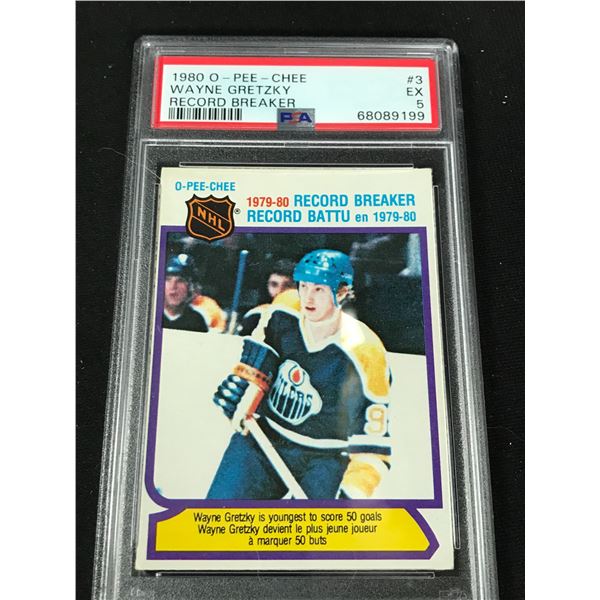 1980 O-PEE-CHEE #3
WAYNE GRETZKY EX
RECORD BREAKER 5
PSA 68089199
O-PEE-CHEE
NHL
®
1979-80 RECORD BREAKER
RECORD BATTU en 1979-80
OILERS
9
Wayne Gretzky is youngest to score 50 goals
Wayne Gretzky devient le plus jeune joueur
à marquer 50 buts